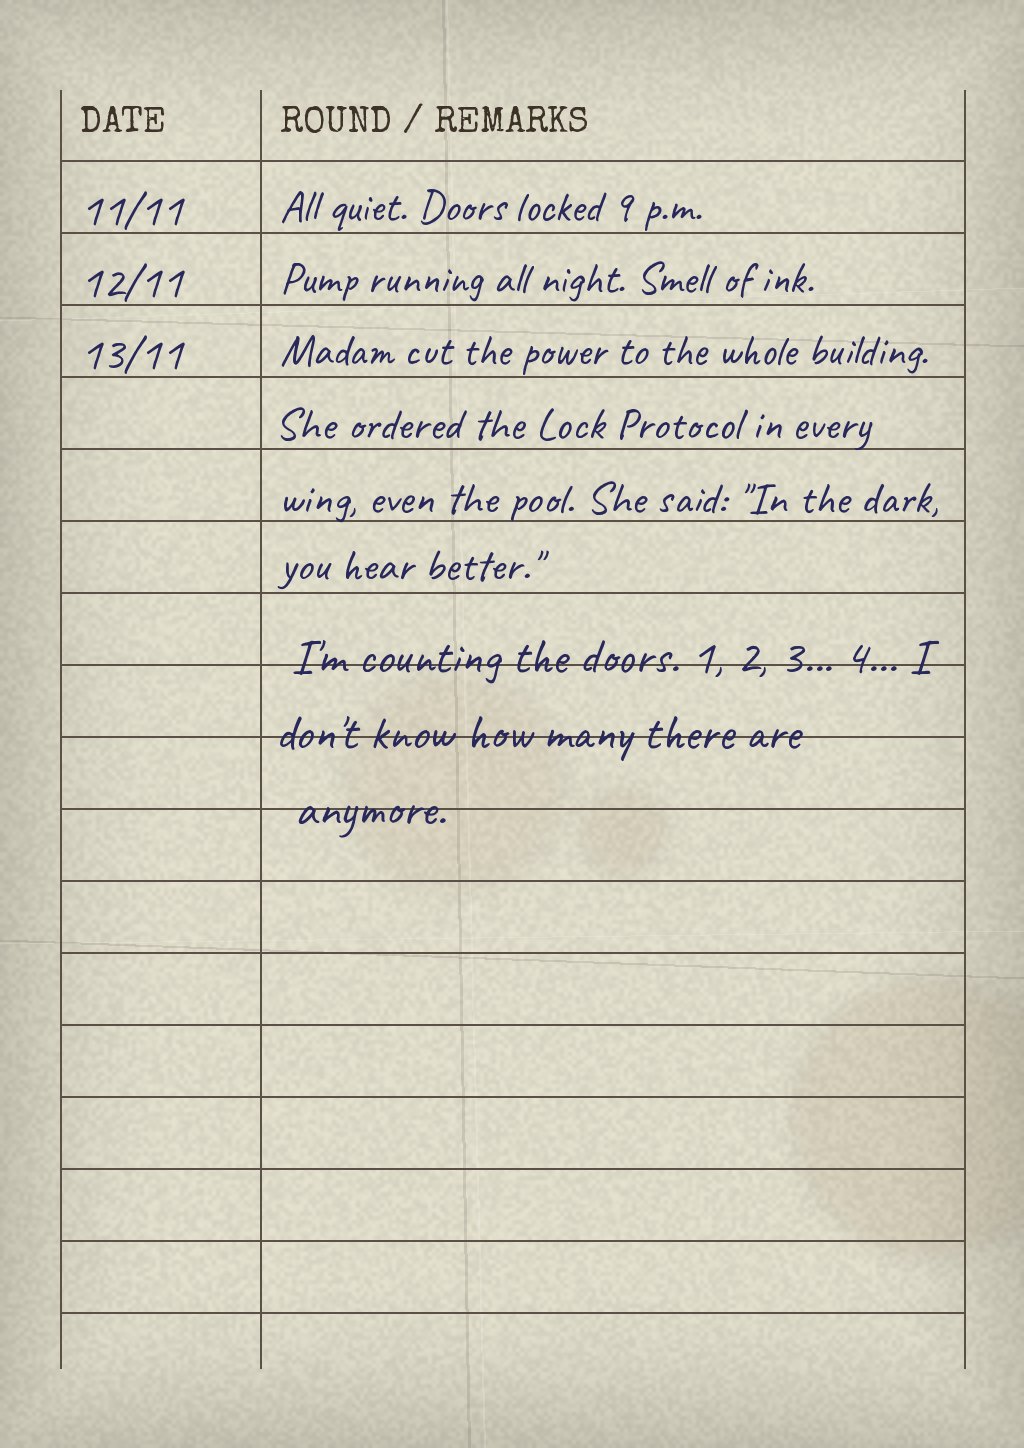 DATE ROUND / REMARKS
11/11 All quiet. Doors locked 9 p.m.
12/11 Pump running all night. Smell of ink.
13/11 Madam cut the power to the whole building.
She ordered the Lock Protocol in every
wing, even the pool. She said: "In the dark,
you hear better."
I'm counting the doors. 1, 2, 3... 4... I
don't know how many there are
anymore.